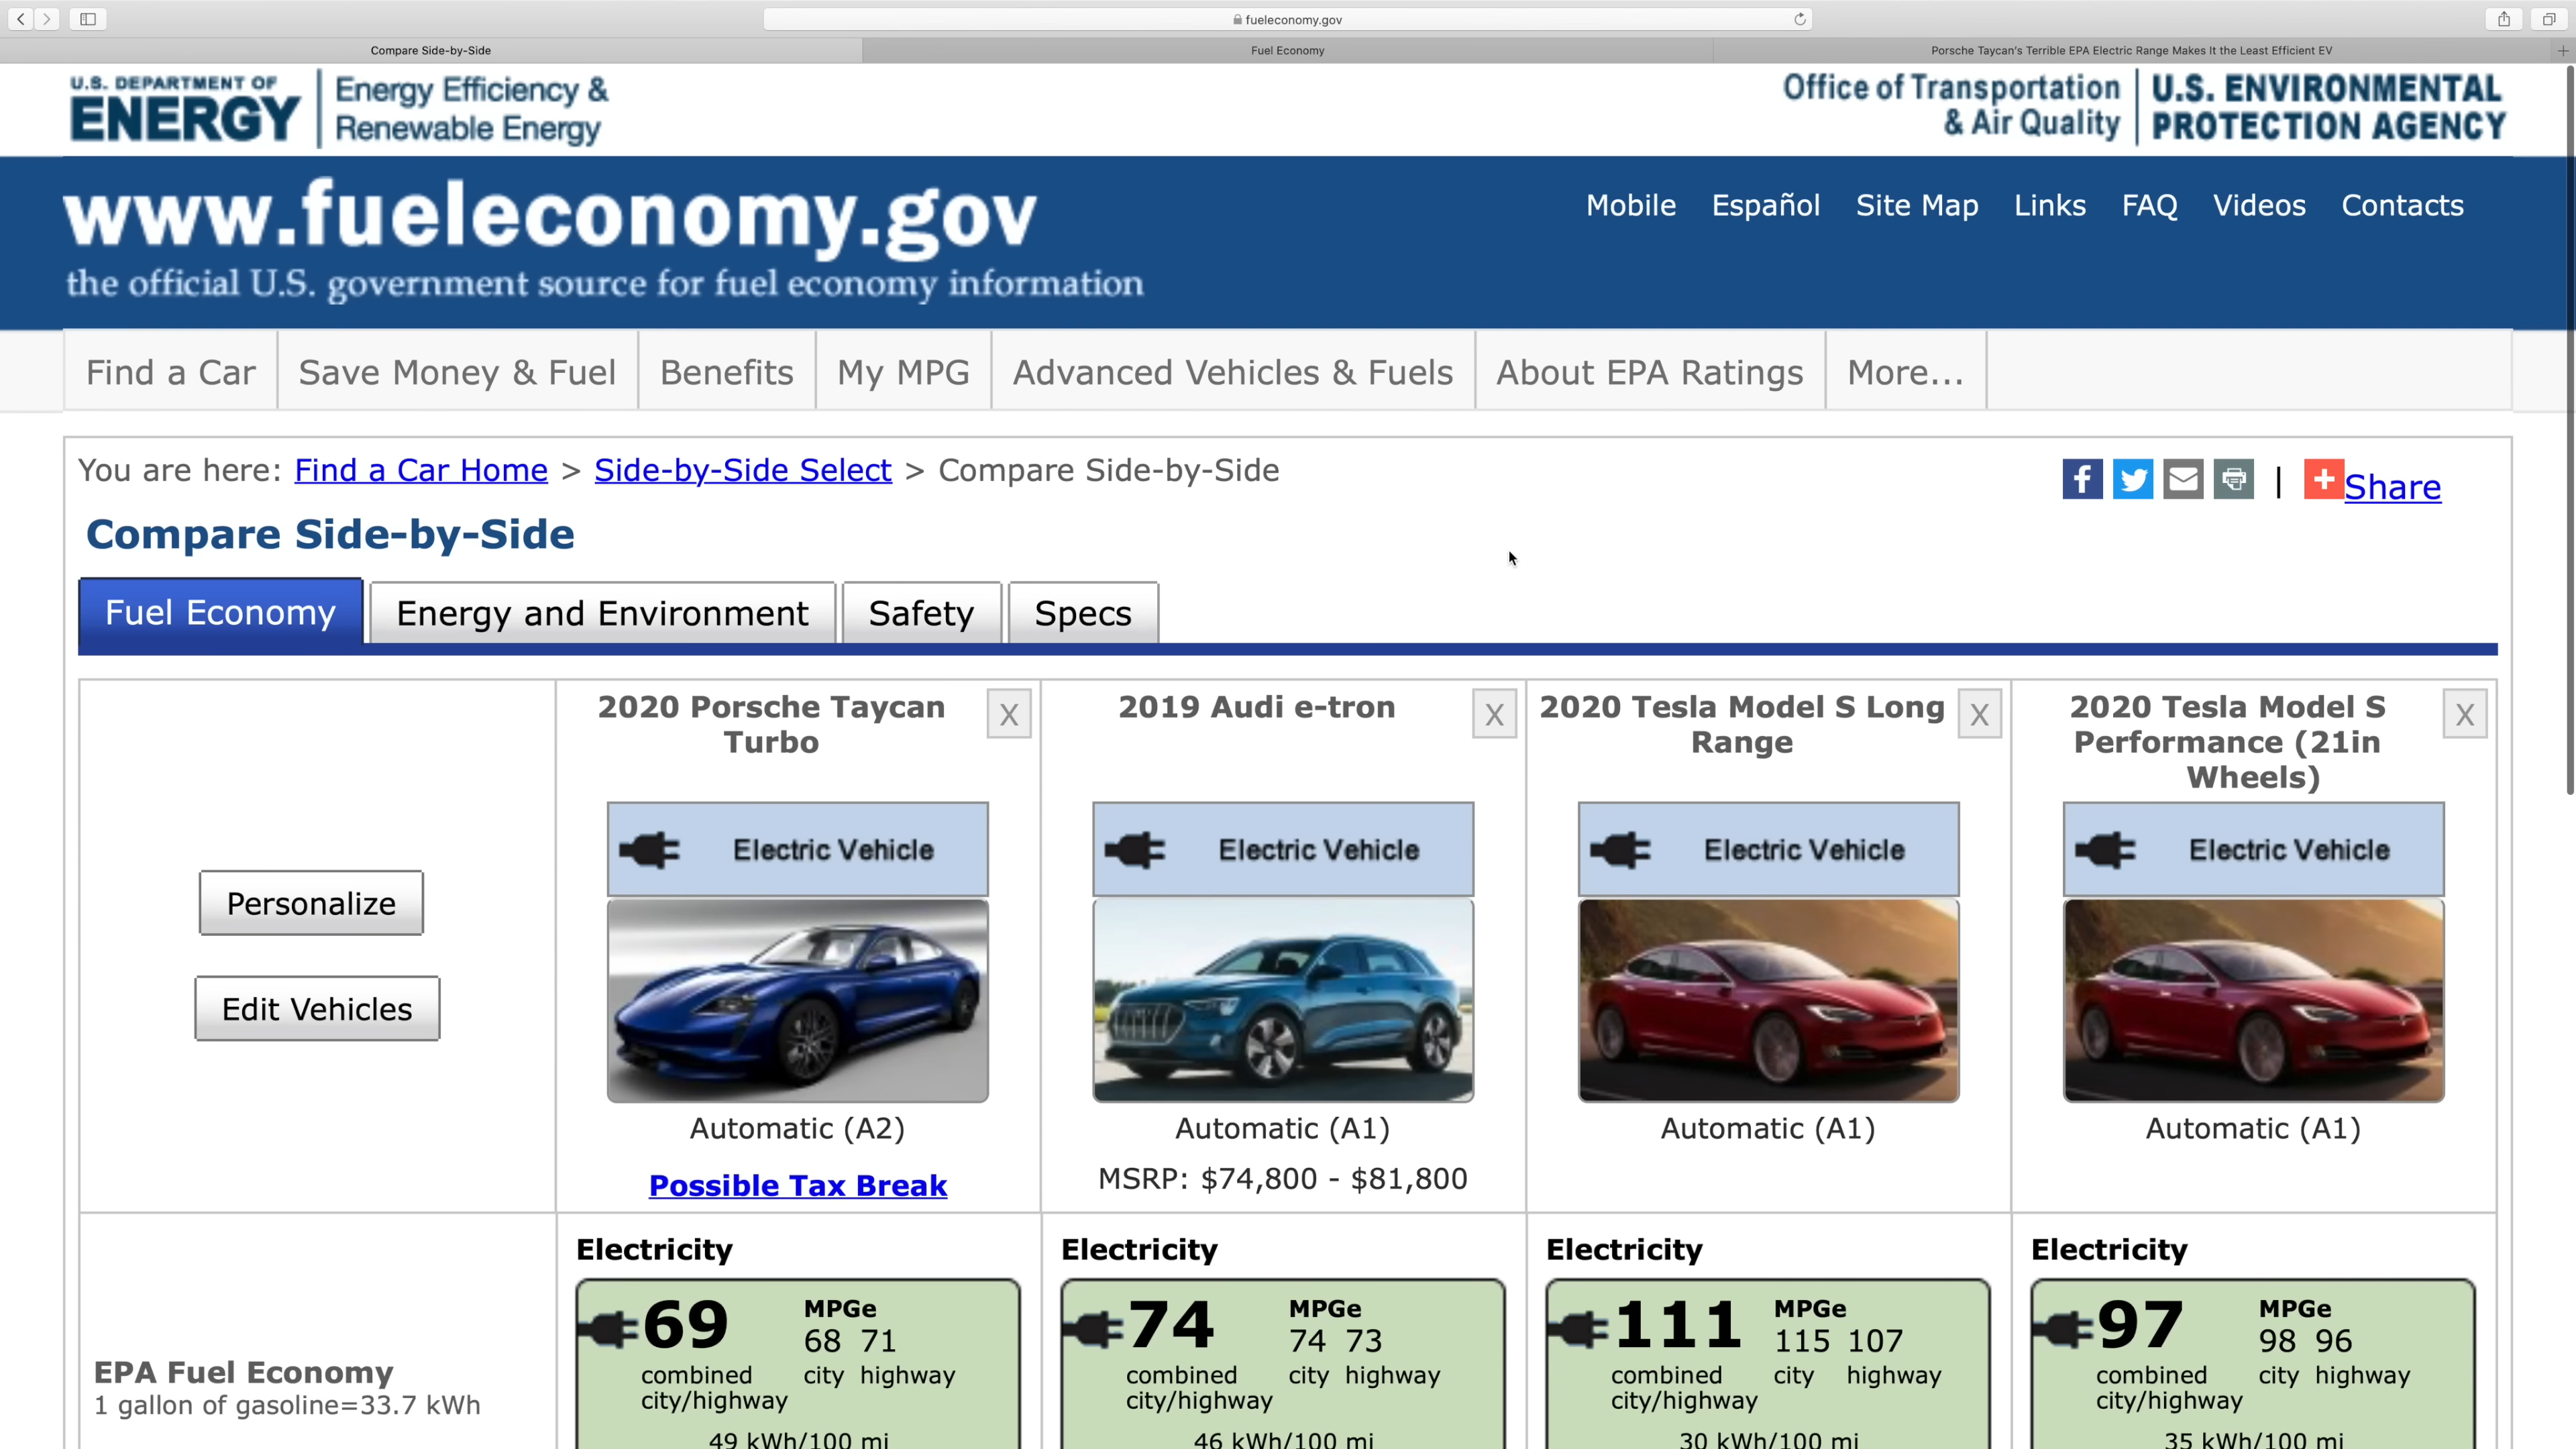 fueleconomy.gov
Compare Side-by-Side
Fuel Economy
Porsche Taycan's Terrible EPA Electric Range Makes It the Least Efficient EV
U.S. DEPARTMENT OF
ENERGY
Energy Efficiency &
Renewable Energy
Office of Transportation
& Air Quality
U.S. ENVIRONMENTAL
PROTECTION AGENCY
www.fueleconomy.gov
the official U.S. government source for fuel economy information
Mobile Español Site Map Links FAQ Videos Contacts
Find a Car Save Money & Fuel Benefits My MPG Advanced Vehicles & Fuels About EPA Ratings More...
You are here: Find a Car Home > Side-by-Side Select > Compare Side-by-Side
Share
Compare Side-by-Side
Fuel Economy Energy and Environment Safety Specs
Personalize
Edit Vehicles
2020 Porsche Taycan
Turbo
X
Electric Vehicle
Automatic (A2)
Possible Tax Break
2019 Audi e-tron
X
Electric Vehicle
Automatic (A1)
MSRP: $74,800 - $81,800
2020 Tesla Model S Long
Range
X
Electric Vehicle
Automatic (A1)
2020 Tesla Model S
Performance (21in
Wheels)
X
Electric Vehicle
Automatic (A1)
EPA Fuel Economy
1 gallon of gasoline=33.7 kWh
Electricity
69 MPGe
68 71
combined city highway
city/highway
49 kWh/100 mi
Electricity
74 MPGe
74 73
combined city highway
city/highway
46 kWh/100 mi
Electricity
111 MPGe
115 107
combined city highway
city/highway
30 kWh/100 mi
Electricity
97 MPGe
98 96
combined city highway
city/highway
35 kWh/100 mi